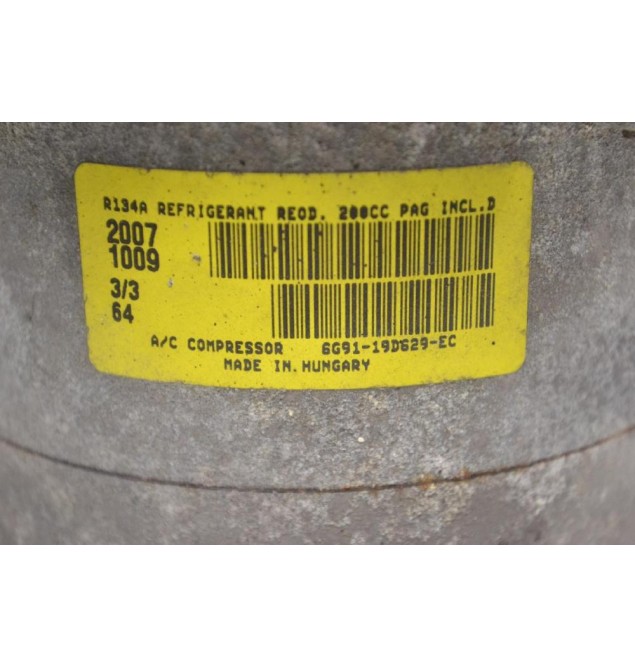 R134A REFRIGERANT REQD. 200CC PAG INCL.D
2007
1009
3/3
64
A/C COMPRESSOR 6G91-19D629-EC
MADE IN.HUNGARY